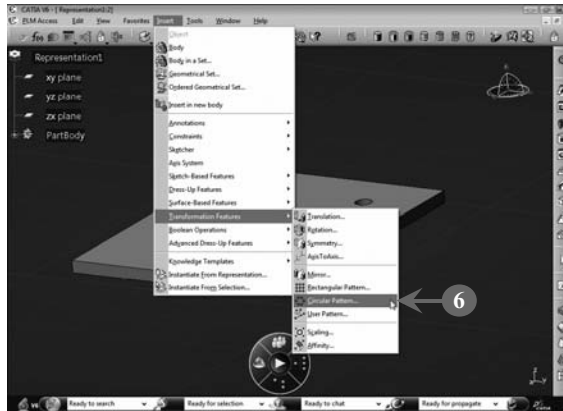 CATIA V6 - [Representation1:2]
PLM Access Edit View Favorites Insert Tools Window Help
Object
Body
Body in a Set...
Geometrical Set...
Ordered Geometrical Set...
Insert in new body
Annotations
Constraints
Sketcher
Axis System
Sketch-Based Features
Dress-Up Features
Surface-Based Features
Transformation Features
Boolean Operations
Advanced Dress-Up Features
Knowledge Templates
Instantiate From Representation...
Instantiate From Selection...
Representation1
xy plane
yz plane
zx plane
PartBody
Translation...
Rotation...
Symmetry...
AxisToAxis...
Mirror...
Rectangular Pattern...
Circular Pattern...
User Pattern...
Scaling...
Affinity...
6
V6 Ready to search Ready for selection Ready to chat Ready for propagate